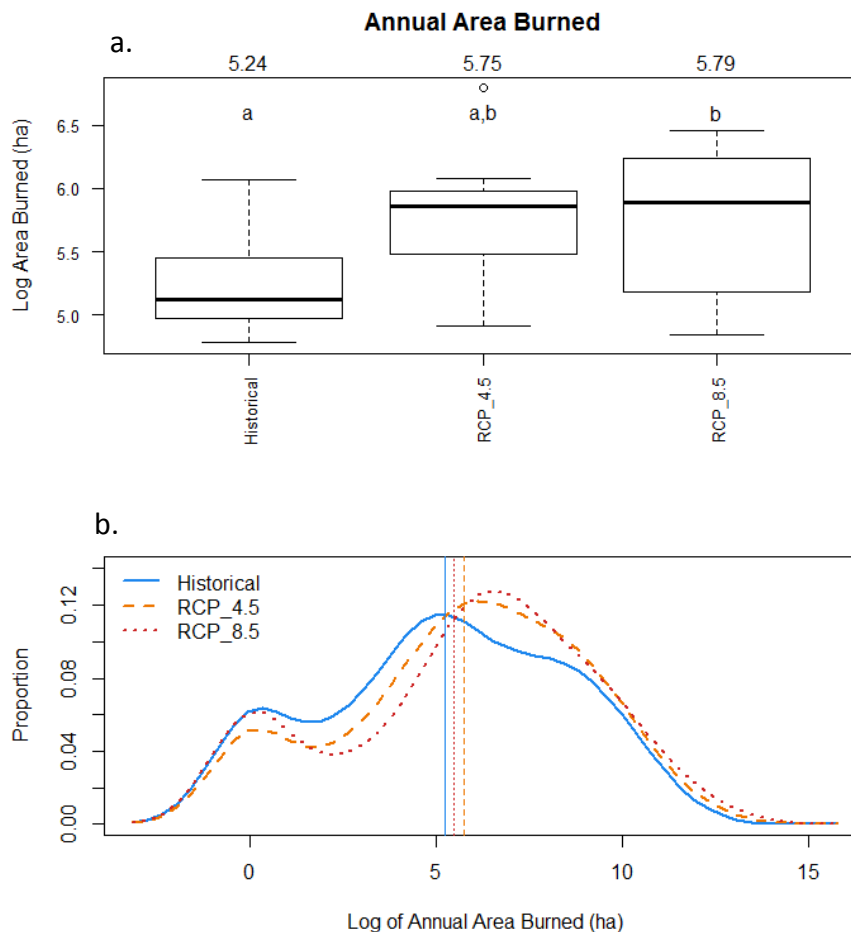 Annual Area Burned
a.
5.24 5.75 5.79
a a,b b
Log Area Burned (ha)
6.5
6.0
5.5
5.0
Historical
RCP_4.5
RCP_8.5
b.
Historical
RCP_4.5
RCP_8.5
Proportion
0.12
0.08
0.04
0.00
0 5 10 15
Log of Annual Area Burned (ha)